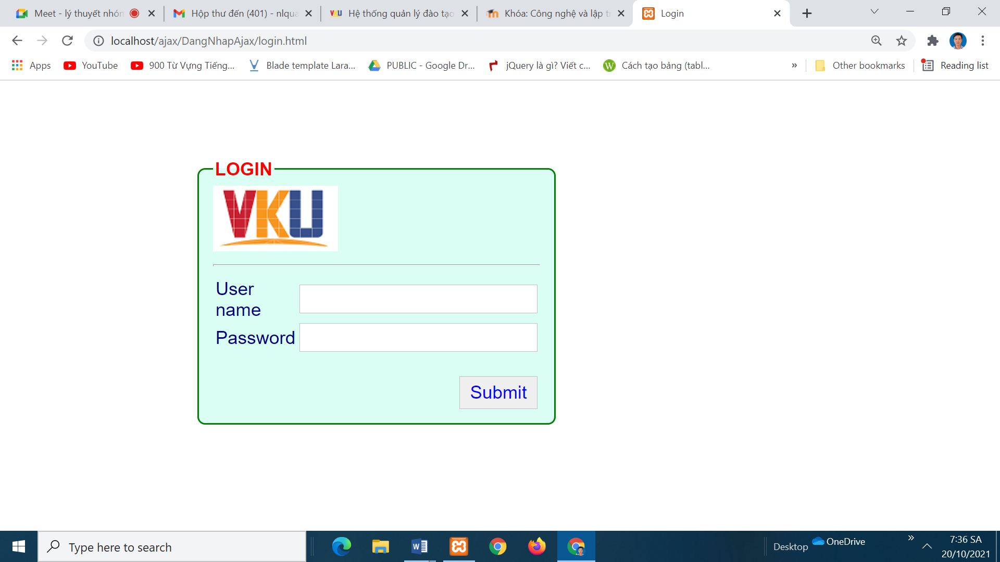 Meet - lý thuyết nhón
Hộp thư đến (401) - nlqua
Hệ thống quản lý đào tạo
Khóa: Công nghệ và lập tr
Login
localhost/ajax/DangNhapAjax/login.html
Apps
YouTube
900 Từ Vựng Tiếng...
Blade template Lara...
PUBLIC - Google Dr...
jQuery là gì? Viết c...
Cách tạo bảng (tabl...
»
Other bookmarks
Reading list
LOGIN
VKU
User
name
Password
Submit
Type here to search
Desktop
OneDrive
»
7:36 SA
20/10/2021